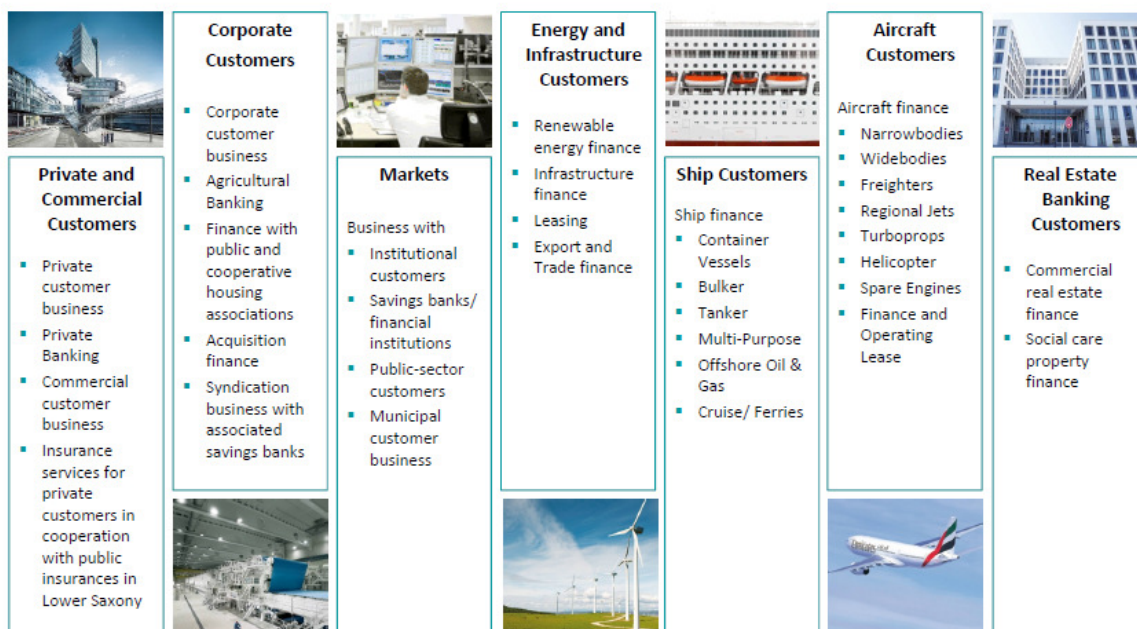 Private and
Commercial
Customers
Private
customer
business
Private
Banking
Commercial
customer
business
Insurance
services for
private
customers in
cooperation
with public
insurances in
Lower Saxony
Corporate
Customers
Corporate
customer
business
Agricultural
Banking
Finance with
public and
cooperative
housing
associations
Acquisition
finance
Syndication
business with
associated
savings banks
Markets
Business with
Institutional
customers
Savings banks/
financial
institutions
Public-sector
customers
Municipal
customer
business
Energy and
Infrastructure
Customers
Renewable
energy finance
Infrastructure
finance
Leasing
Export and
Trade finance
Ship Customers
Ship finance
Container
Vessels
Bulker
Tanker
Multi-Purpose
Offshore Oil &
Gas
Cruise/ Ferries
Aircraft
Customers
Aircraft finance
Narrowbodies
Widebodies
Freighters
Regional Jets
Turboprops
Helicopter
Spare Engines
Finance and
Operating
Lease
Emirates
Real Estate
Banking
Customers
Commercial
real estate
finance
Social care
property
finance